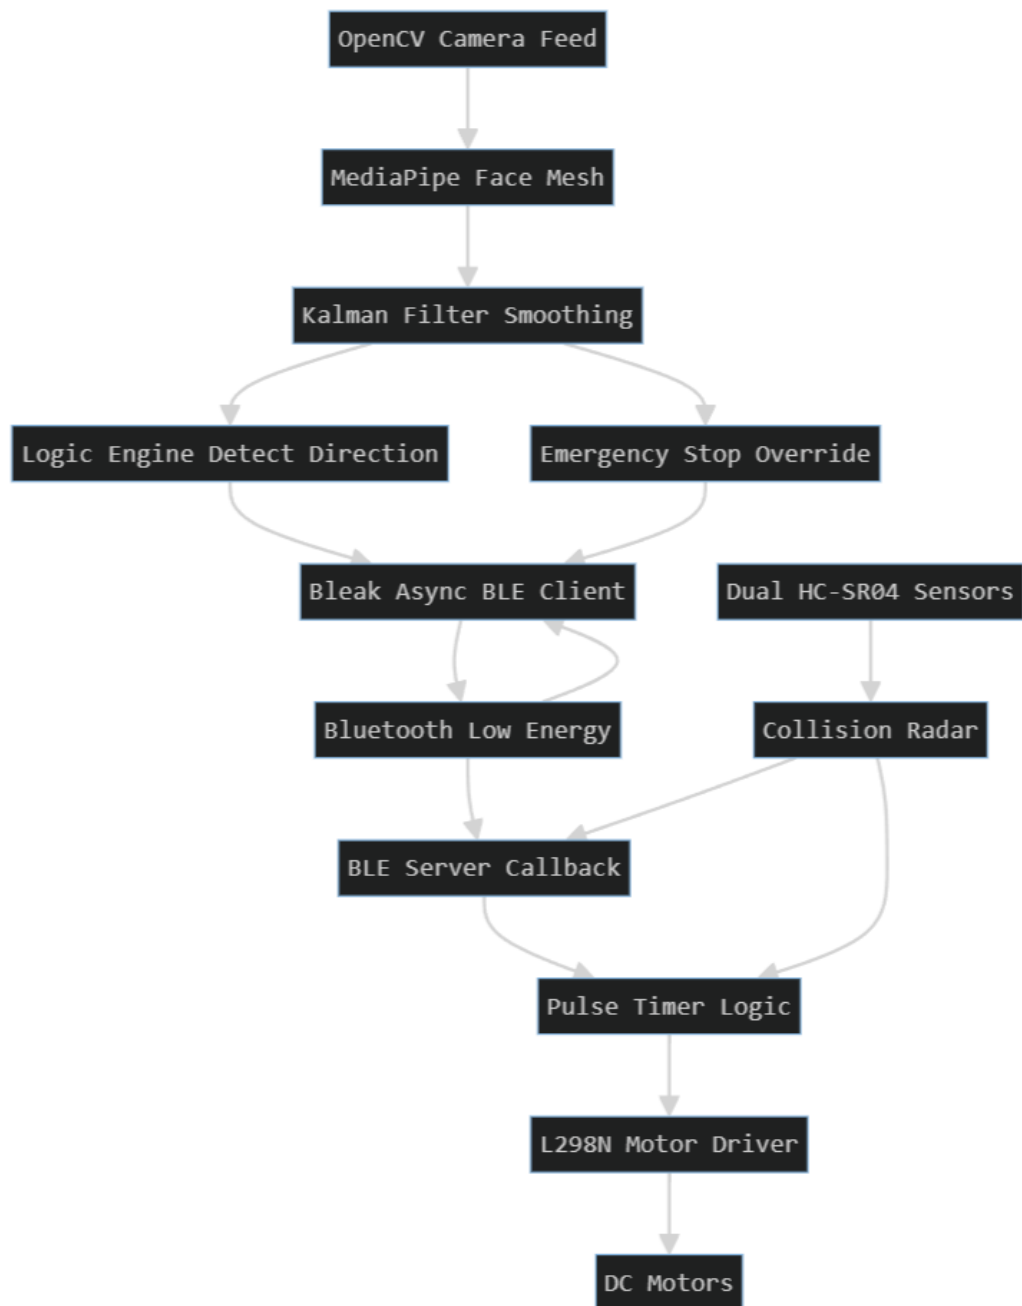 OpenCV Camera Feed
MediaPipe Face Mesh
Kalman Filter Smoothing
Logic Engine Detect Direction
Emergency Stop Override
Bleak Async BLE Client
Dual HC-SR04 Sensors
Bluetooth Low Energy
Collision Radar
BLE Server Callback
Pulse Timer Logic
L298N Motor Driver
DC Motors